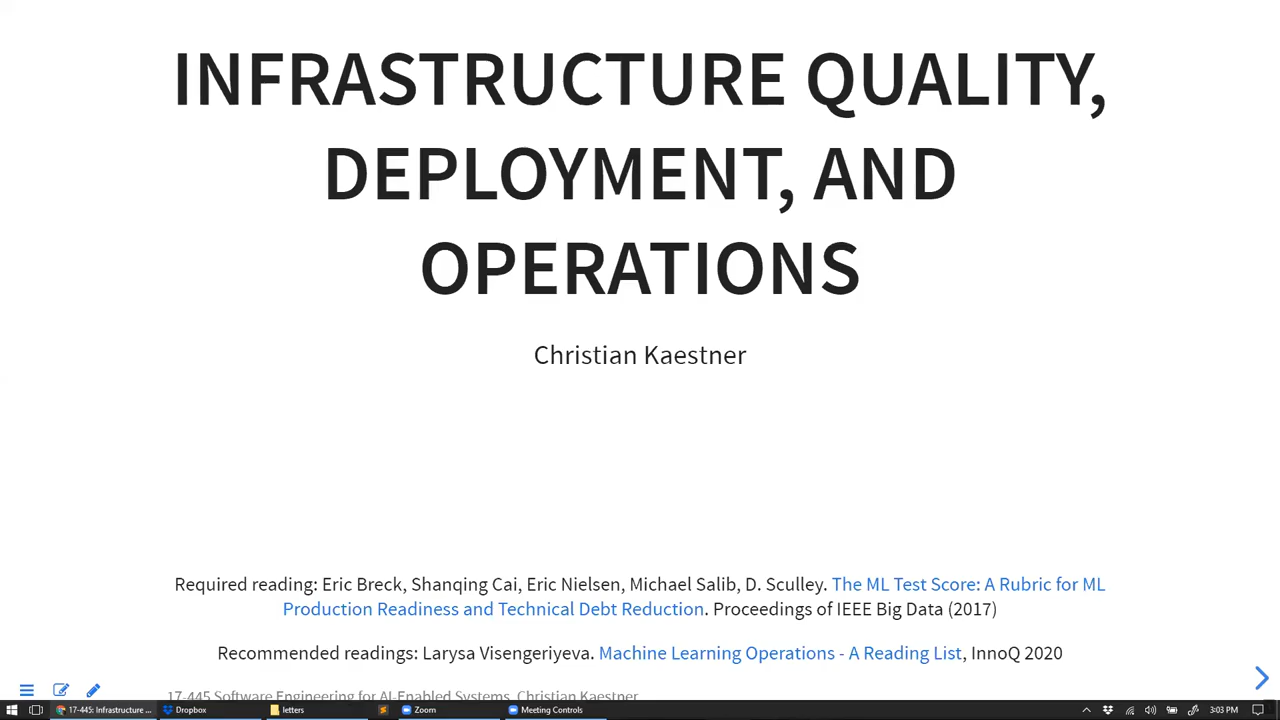 INFRASTRUCTURE QUALITY,
DEPLOYMENT, AND
OPERATIONS
Christian Kaestner
Required reading: Eric Breck, Shanqing Cai, Eric Nielsen, Michael Salib, D. Sculley. The ML Test Score: A Rubric for ML
Production Readiness and Technical Debt Reduction. Proceedings of IEEE Big Data (2017)
Recommended readings: Larysa Visengeriyeva. Machine Learning Operations - A Reading List, InnoQ 2020
17-445 Software Engineering for AI-Enabled Systems, Christian Kaestner
17-445: Infrastructure ... Dropbox letters Zoom Meeting Controls 3:03 PM